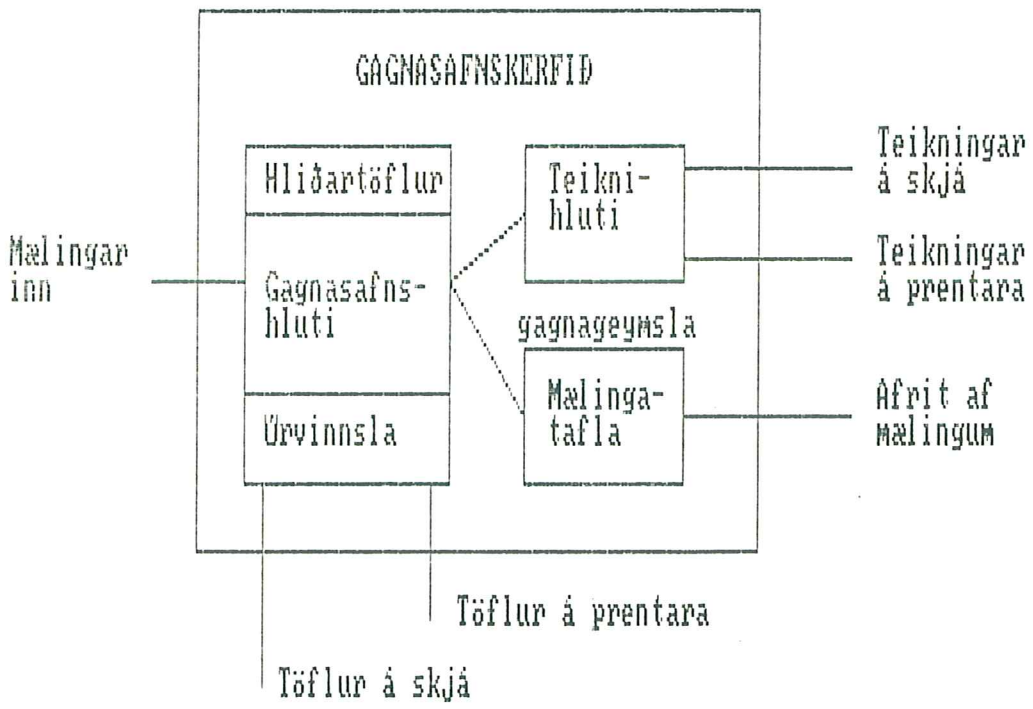 GAGNASAFNSKERFIÐ
Mælingar
inn
Hliðartöflur
Gagnasafns-
hluti
Úrvinnsla
Teikni-
hluti
gagnageymsla
Mælinga-
tafla
Teikningar
á skjá
Teikningar
á prentara
Afrit af
mælingum
Töflur á prentara
Töflur á skjá